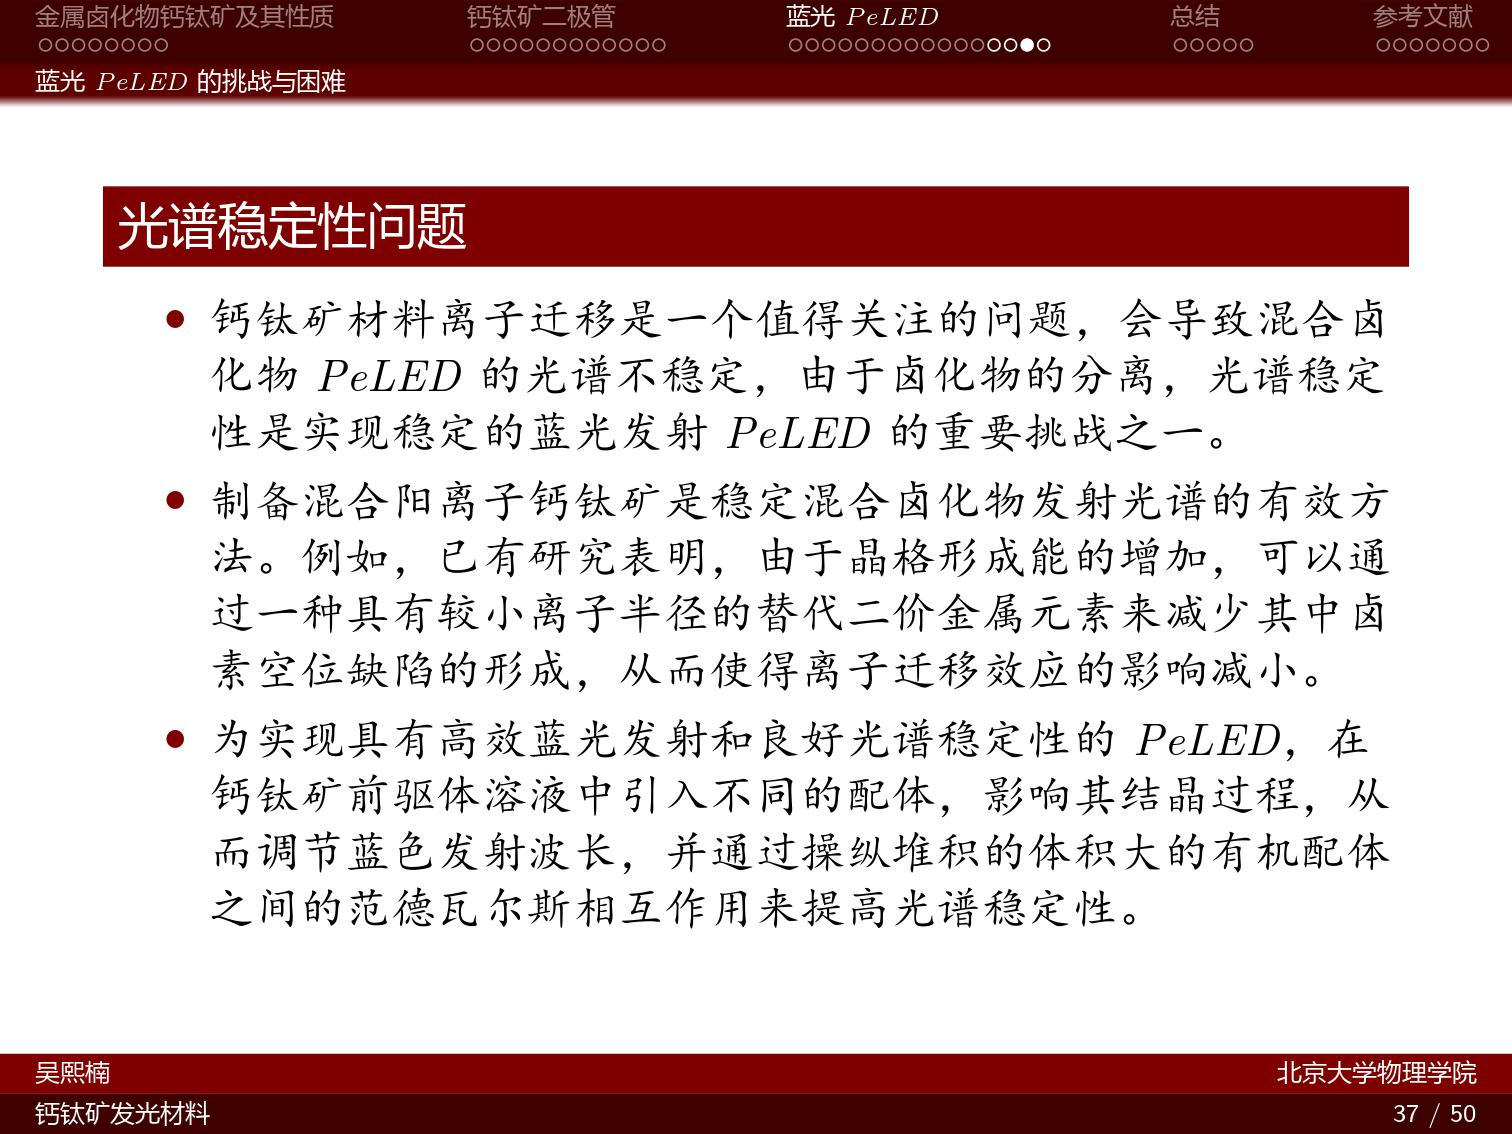 金属卤化物钙钛矿及其性质 钙钛矿二极管 蓝光 PeLED 总结 参考文献
蓝光 PeLED 的挑战与困难
光谱稳定性问题
钙钛矿材料离子迁移是一个值得关注的问题，会导致混合卤
化物 PeLED 的光谱不稳定，由于卤化物的分离，光谱稳定
性是实现稳定的蓝光发射 PeLED 的重要挑战之一。
制备混合阳离子钙钛矿是稳定混合卤化物发射光谱的有效方
法。例如，已有研究表明，由于晶格形成能的增加，可以通
过一种具有较小离子半径的替代二价金属元素来减少其中卤
素空位缺陷的形成，从而使得离子迁移效应的影响减小。
为实现具有高效蓝光发射和良好光谱稳定性的 PeLED，在
钙钛矿前驱体溶液中引入不同的配体，影响其结晶过程，从
而调节蓝色发射波长，并通过操纵堆积的体积大的有机配体
之间的范德瓦尔斯相互作用来提高光谱稳定性。
吴熙楠 北京大学物理学院
钙钛矿发光材料 37 / 50